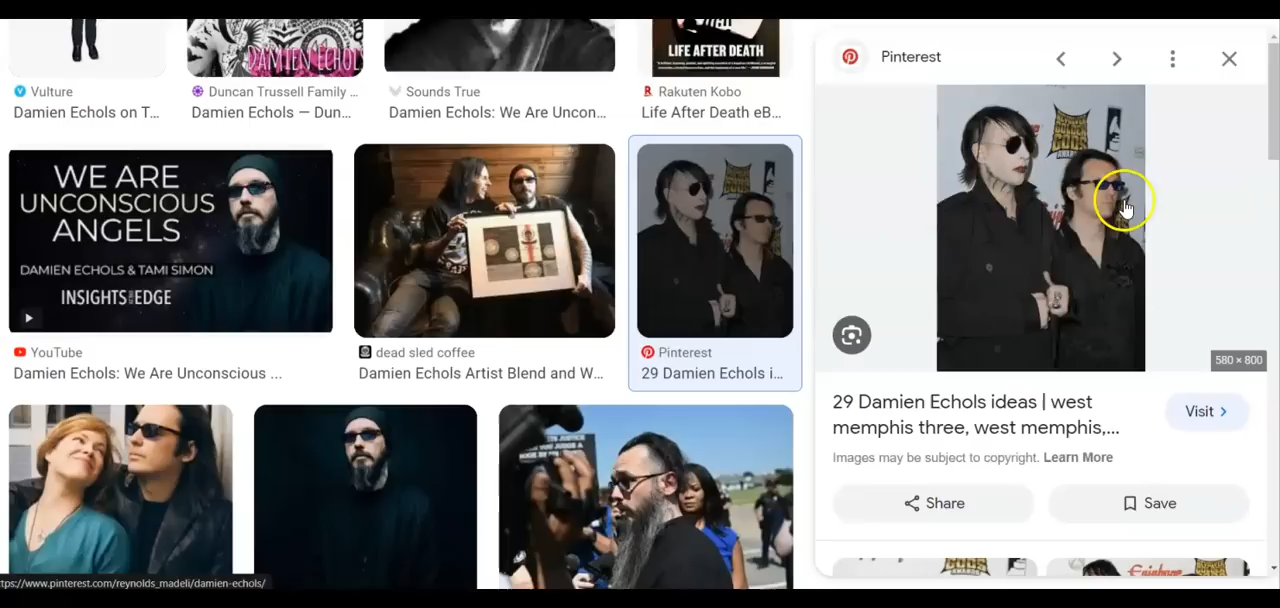 DAMIEN ECHOL
LIFE AFTER DEATH
Vulture
Damien Echols on T...
Duncan Trussell Family ...
Damien Echols — Dun...
Sounds True
Damien Echols: We Are Uncon...
Rakuten Kobo
Life After Death eB...
WE ARE
UNCONSCIOUS
ANGELS
DAMIEN ECHOLS & TAMI SIMON
INSIGHTS EDGE
YouTube
Damien Echols: We Are Unconscious ...
dead sled coffee
Damien Echols Artist Blend and W...
Pinterest
29 Damien Echols i...
ttps://www.pinterest.com/reynolds_madeli/damien-echols/
Pinterest
580 × 800
29 Damien Echols ideas | west
memphis three, west memphis,...
Visit
Images may be subject to copyright. Learn More
Share
Save